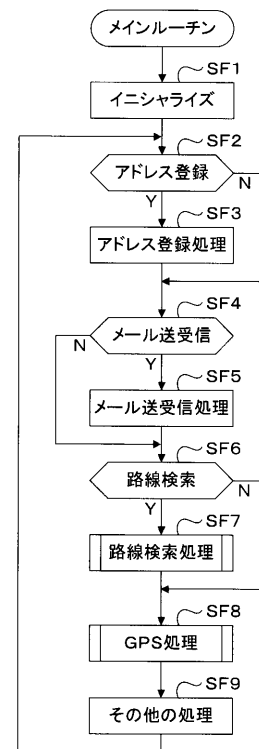 メインルーチン
SF1
イニシャライズ
SF2
アドレス登録
N
Y
SF3
アドレス登録処理
SF4
メール送受信
N
Y
SF5
メール送受信処理
SF6
路線検索
N
Y
SF7
路線検索処理
SF8
GPS処理
SF9
その他の処理